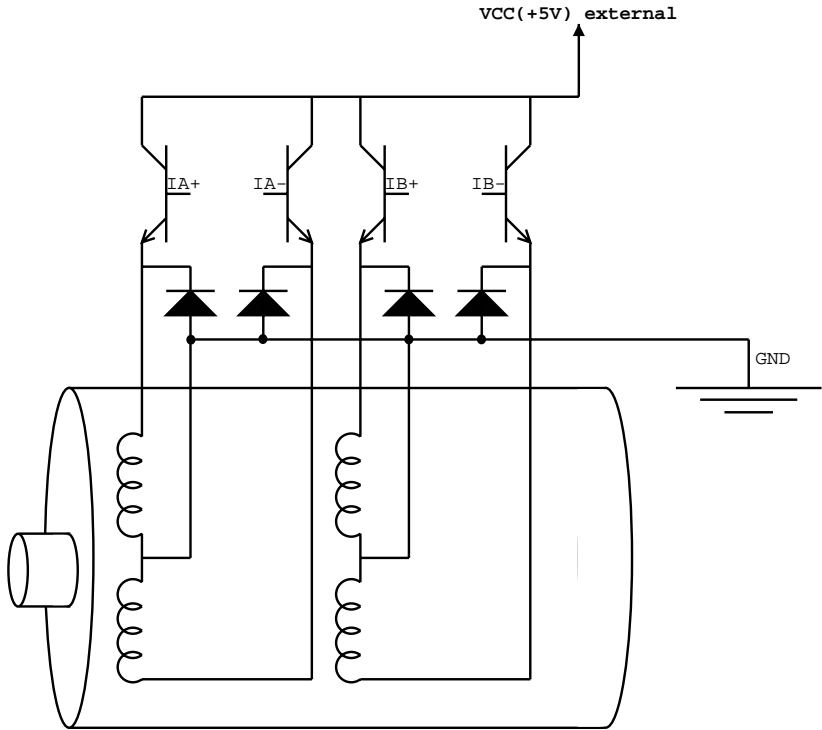 VCC(+5V) external
IA+
IA-
IB+
IB-
GND